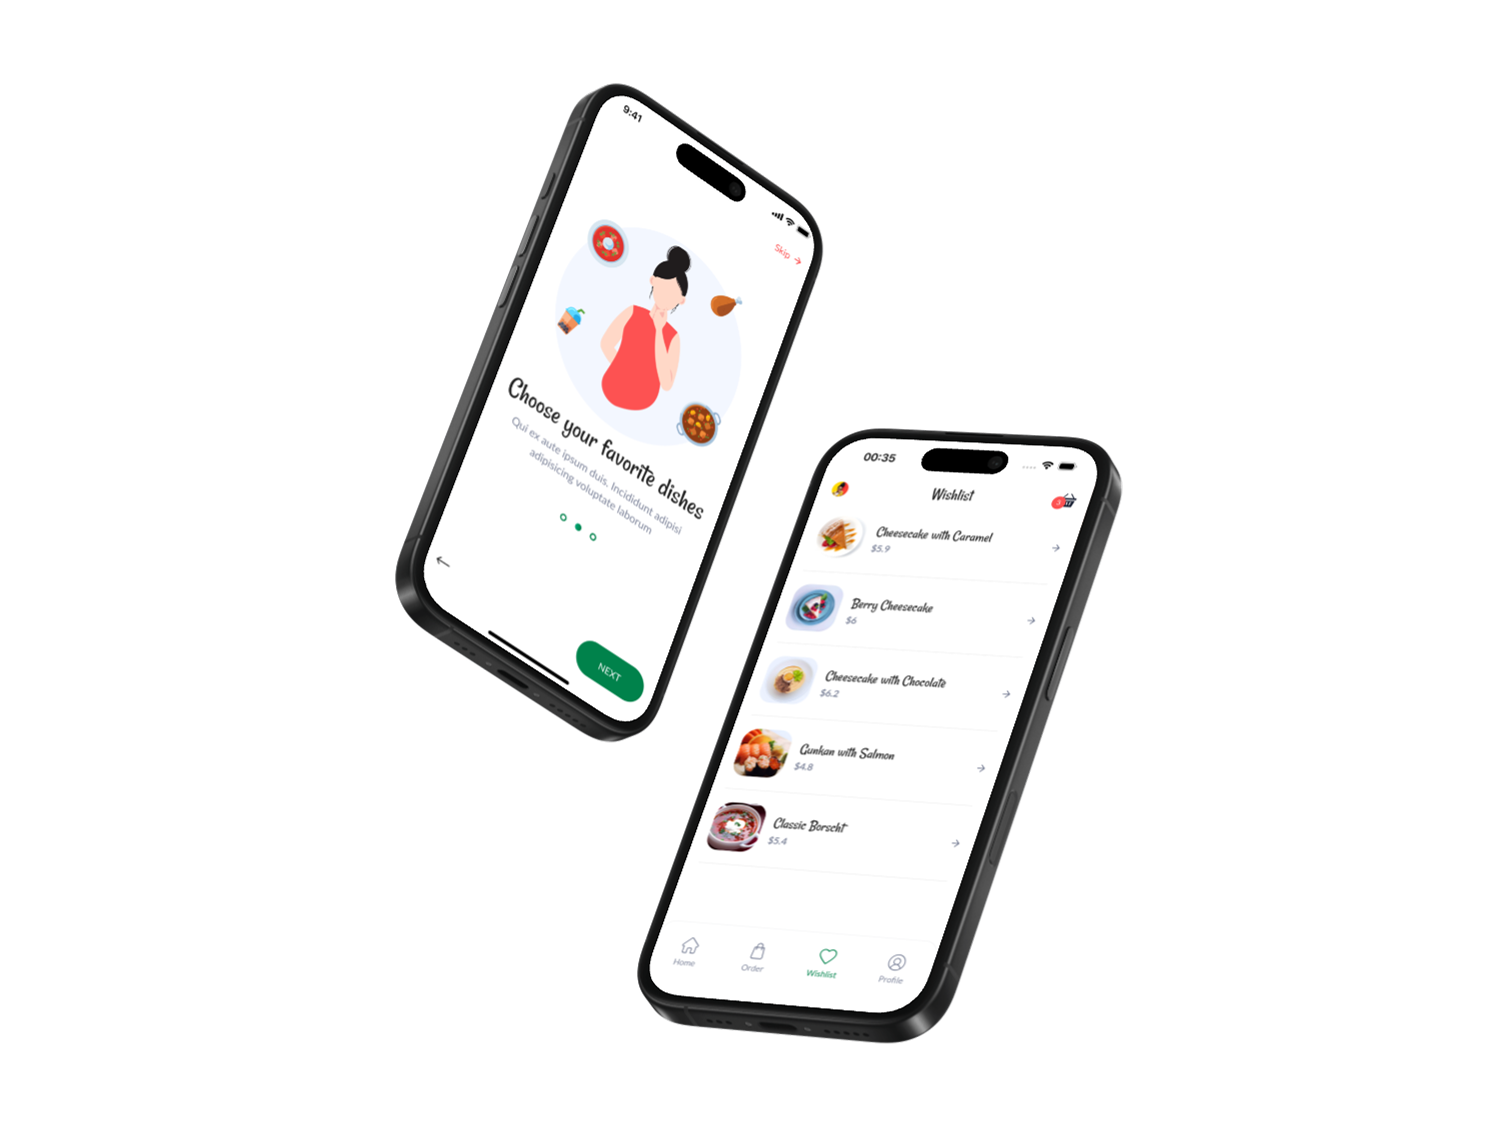 9:41
Skip
Choose your favorite dishes
Qui ex aute ipsum duis. Incididunt adipisi
adipisicing voluptate laborum
NEXT
00:35
Wishlist
3
Cheesecake with Caramel
$5.9
Berry Cheesecake
$6
Cheesecake with Chocolate
$6.2
Gunkan with Salmon
$4.8
Classic Borscht
$5.4
Home
Order
Wishlist
Profile